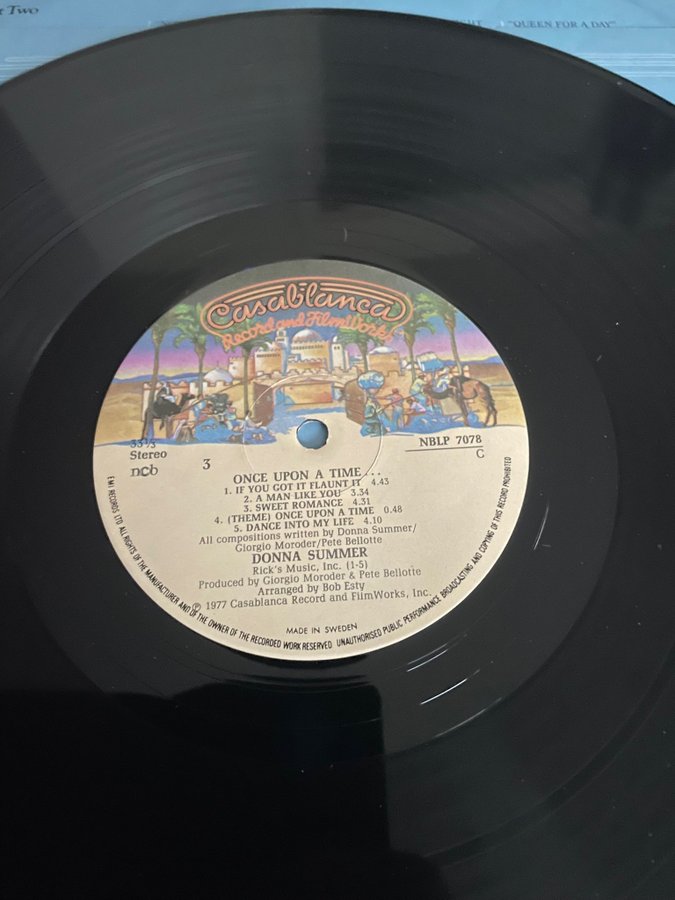 t Two
"QUEEN FOR A DAY"
Casablanca
Record and FilmWorks
33⅓
Stereo
NBLP 7078
C
ncb
3
ONCE UPON A TIME...
1. IF YOU GOT IT FLAUNT IT 4.43
2. A MAN LIKE YOU 3.34
3. SWEET ROMANCE 4.31
4. (THEME) ONCE UPON A TIME 0.48
5. DANCE INTO MY LIFE 4.10
All compositions written by Donna Summer/
Giorgio Moroder/Pete Bellotte
DONNA SUMMER
Rick's Music, Inc. (1-5)
Produced by Giorgio Moroder & Pete Bellotte
Arranged by Bob Esty
℗ 1977 Casablanca Record and FilmWorks, Inc.
MADE IN SWEDEN
EMI RECORDS LTD ALL RIGHTS OF THE MANUFACTURER AND OF THE OWNER OF THE RECORDED WORK RESERVED UNAUTHORISED PUBLIC PERFORMANCE BROADCASTING AND COPYING OF THIS RECORD PROHIBITED